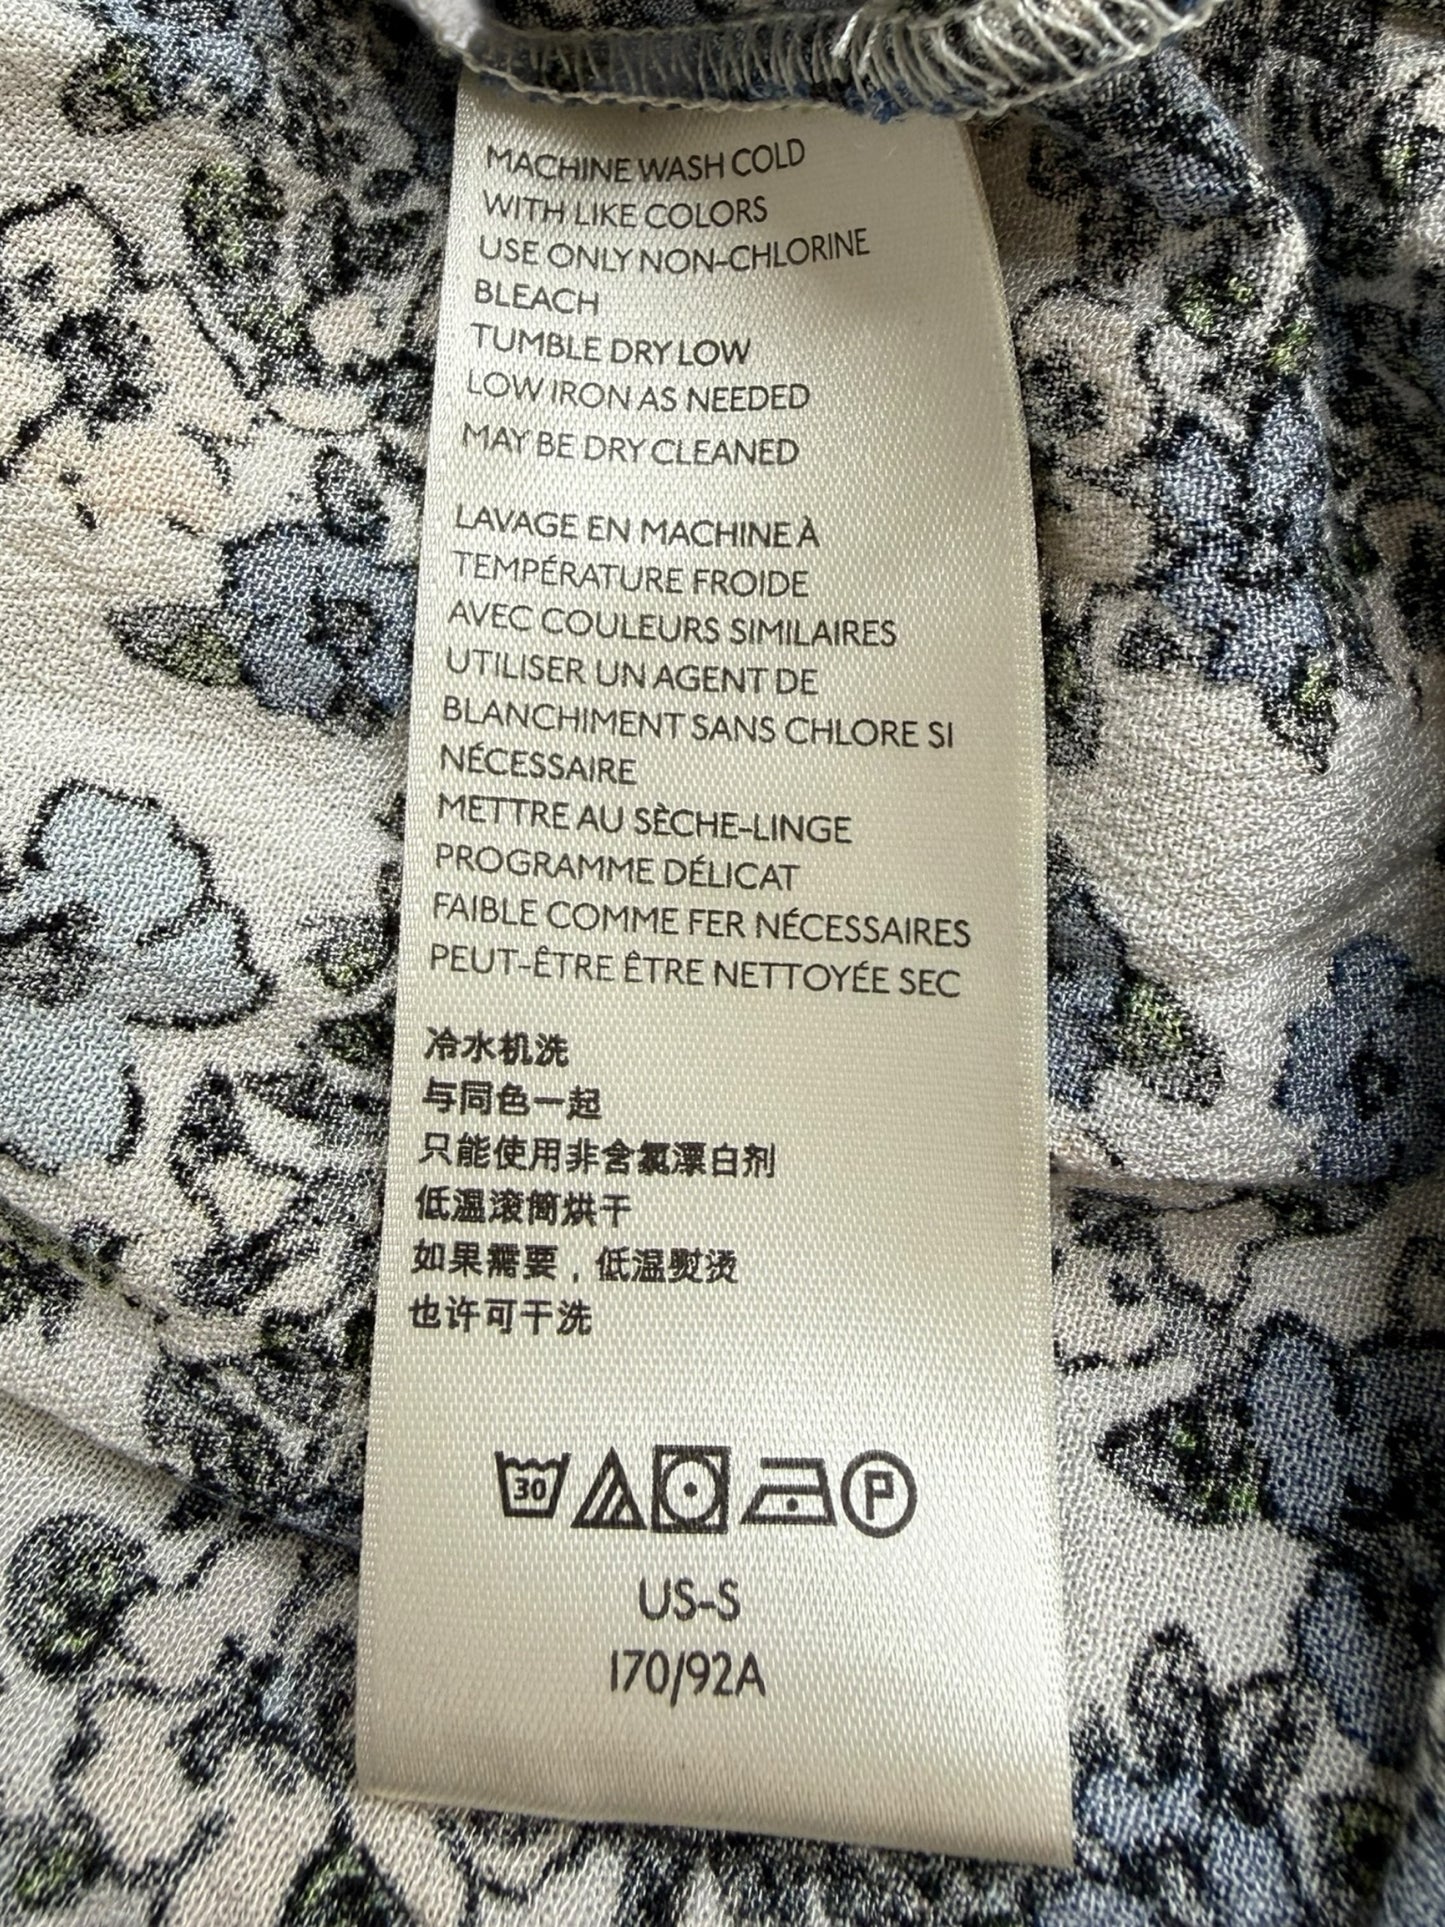 MACHINE WASH COLD
WITH LIKE COLORS
USE ONLY NON-CHLORINE
BLEACH
TUMBLE DRY LOW
LOW IRON AS NEEDED
MAY BE DRY CLEANED
LAVAGE EN MACHINE À
TEMPÉRATURE FROIDE
AVEC COULEURS SIMILAIRES
UTILISER UN AGENT DE
BLANCHIMENT SANS CHLORE SI
NÉCESSAIRE
METTRE AU SÈCHE-LINGE
PROGRAMME DÉLICAT
FAIBLE COMME FER NÉCESSAIRES
PEUT-ÊTRE ÊTRE NETTOYÉE SEC
冷水机洗
与同色一起
只能使用非含氯漂白剂
低温滚筒烘干
如果需要，低温熨烫
也许可干洗
30 P
US-S
170/92A